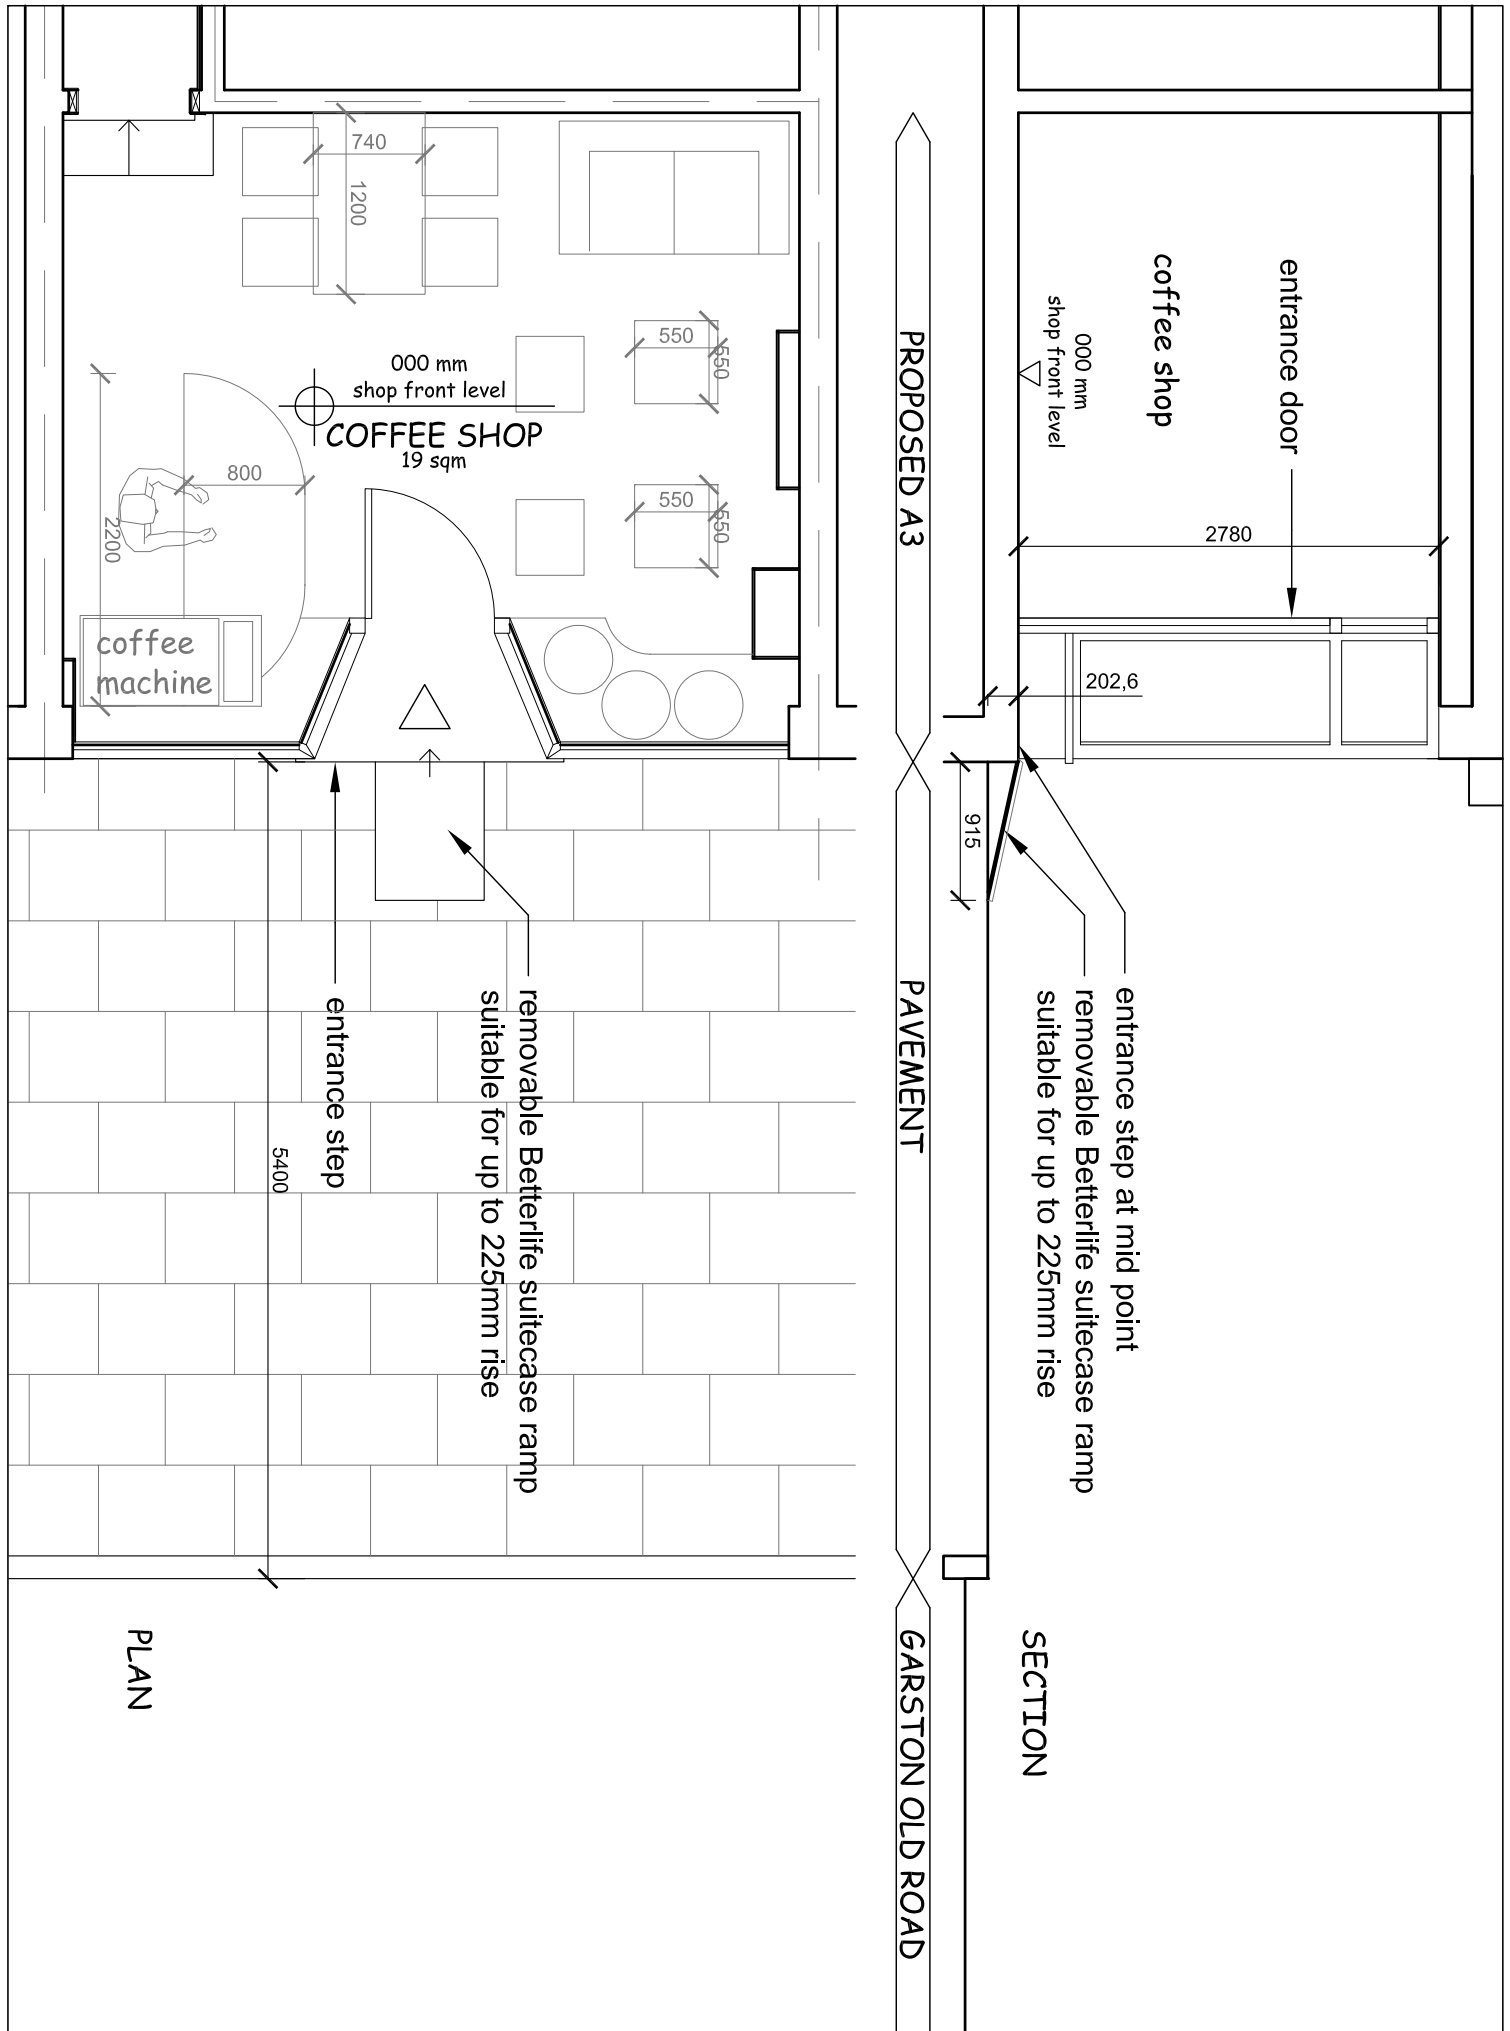 entrance door
coffee shop
000 mm
shop front level
2780
202,6
915
entrance step at mid point
removable Betterlife suitecase ramp
suitable for up to 225mm rise
SECTION
PROPOSED A3
PAVEMENT
GARSTON OLD ROAD
740
1200
550
550
000 mm
shop front level
COFFEE SHOP
19 sqm
800
2200
550
550
coffee
machine
removable Betterlife suitecase ramp
suitable for up to 225mm rise
entrance step
5400
PLAN